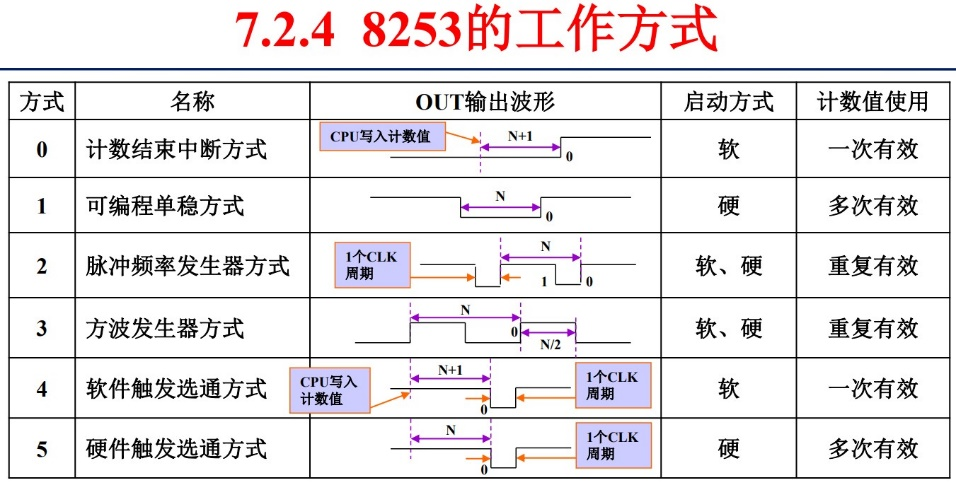 7.2.4 8253的工作方式
方式 名称 OUT输出波形 启动方式 计数值使用
0 计数结束中断方式 CPU写入计数值 N+1 0 软 一次有效
1 可编程单稳方式 N 0 硬 多次有效
2 脉冲频率发生器方式 1个CLK 周期 N 1 0 软、硬 重复有效
3 方波发生器方式 N 0 N/2 软、硬 重复有效
4 软件触发选通方式 CPU写入 计数值 N+1 0 1个CLK 周期 软 一次有效
5 硬件触发选通方式 N 0 1个CLK 周期 硬 多次有效